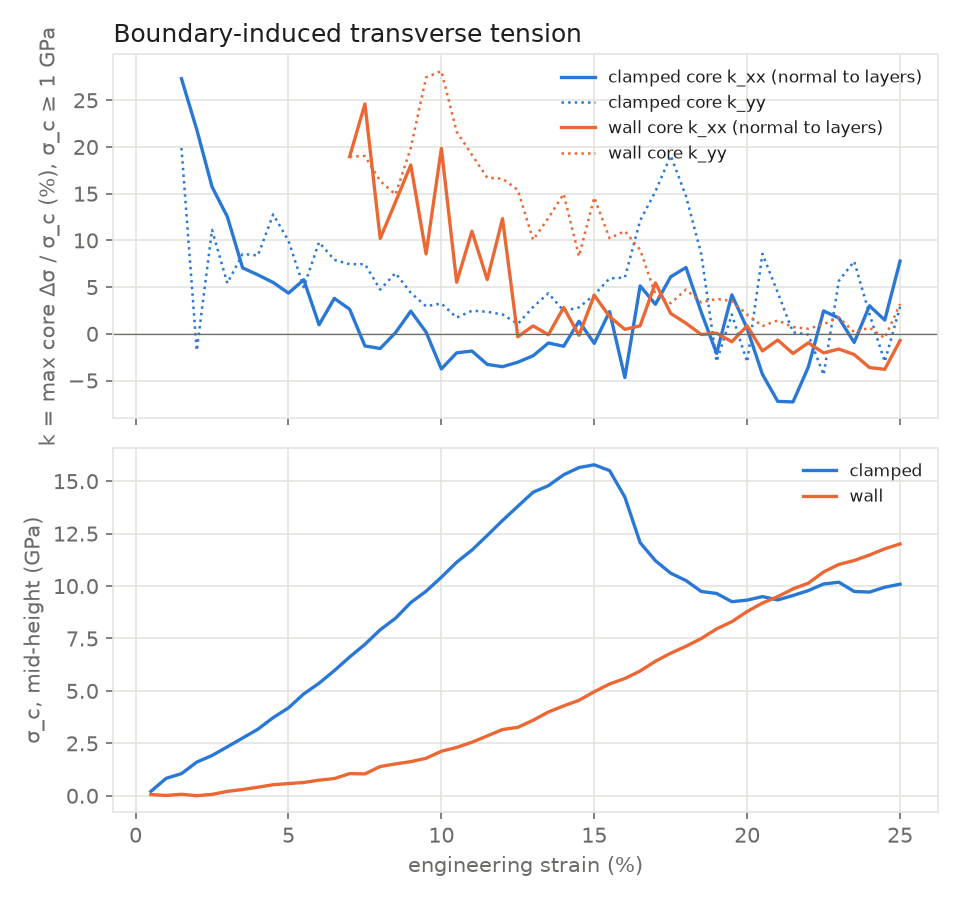 Boundary-induced transverse tension
k = max core Δσ / σ_c (%), σ_c ≥ 1 GPa
25
20
15
10
5
0
−5
clamped core k_xx (normal to layers)
clamped core k_yy
wall core k_xx (normal to layers)
wall core k_yy
σ_c, mid-height (GPa)
15.0
12.5
10.0
7.5
5.0
2.5
0.0
clamped
wall
0 5 10 15 20 25
engineering strain (%)